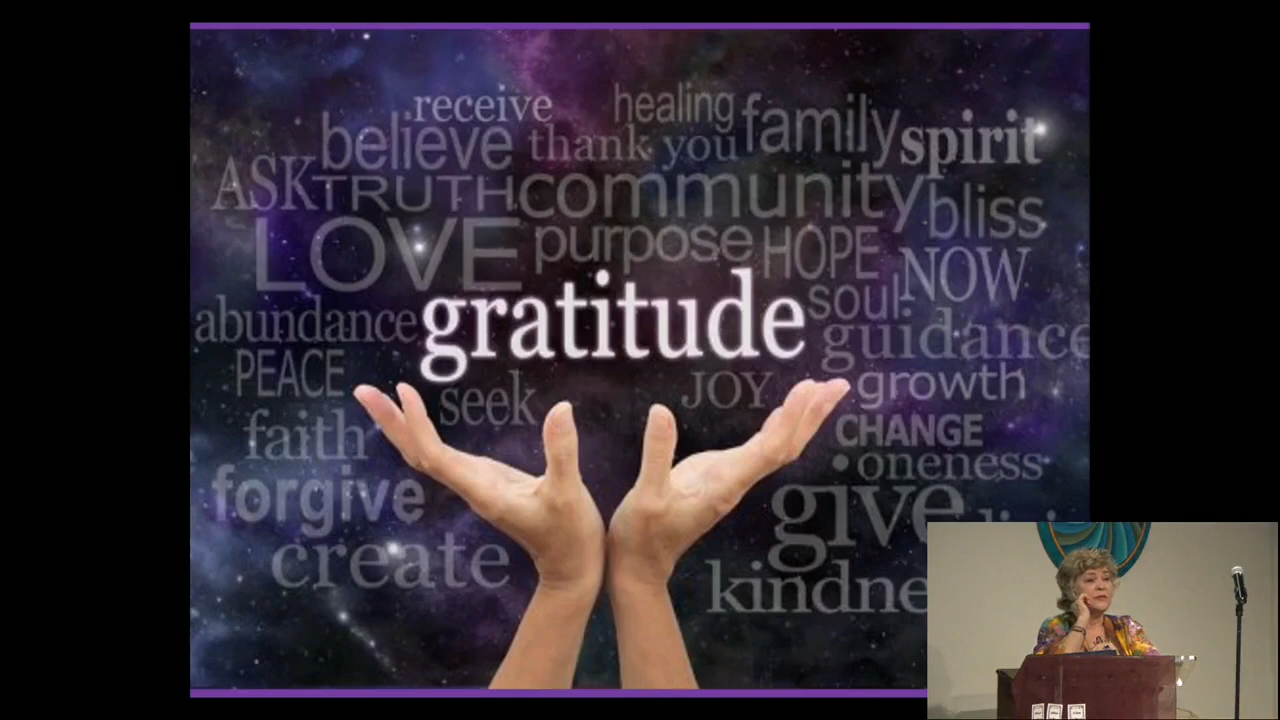 receive healing family
believe thank you spirit
ASK TRUTH community bliss
LOVE purpose HOPE NOW
abundance gratitude soul guidance
PEACE seek JOY growth
faith CHANGE
forgive oneness
give
create kindne